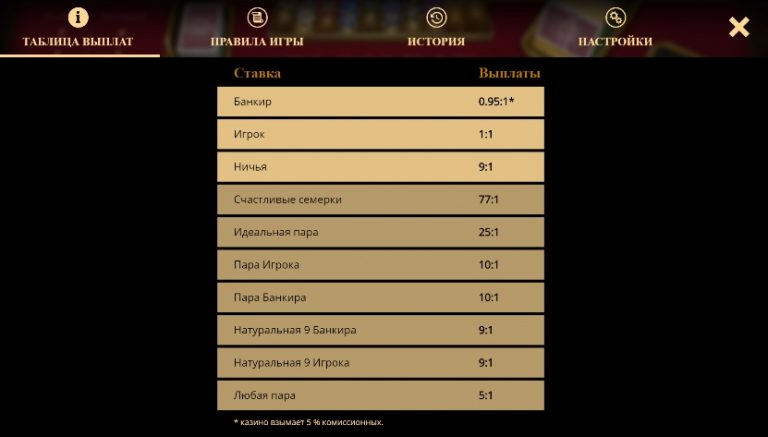 ТАБЛИЦА ВЫПЛАТ ПРАВИЛА ИГРЫ ИСТОРИЯ НАСТРОЙКИ
Ставка Выплаты
Банкир 0.95:1*
Игрок 1:1
Ничья 9:1
Счастливые семерки 77:1
Идеальная пара 25:1
Пара Игрока 10:1
Пара Банкира 10:1
Натуральная 9 Банкира 9:1
Натуральная 9 Игрока 9:1
Любая пара 5:1
* казино взымает 5 % комиссионных.